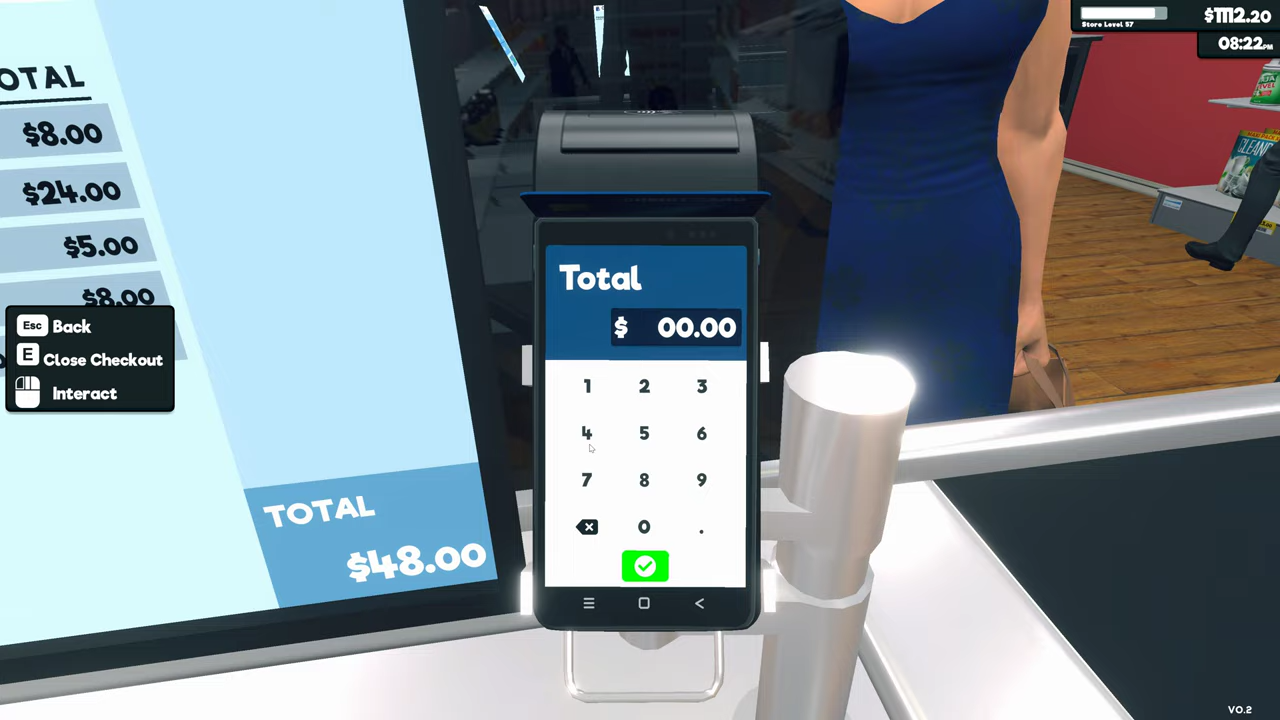 $1112.20
Store Level 57
08:22PM
OTAL
$8.00
$24.00
$5.00
$8.00
Esc Back
E Close Checkout
Interact
TOTAL
$48.00
Total
$ 00.00
1 2 3
4 5 6
7 8 9
0 .
CLEANIC
V0.2